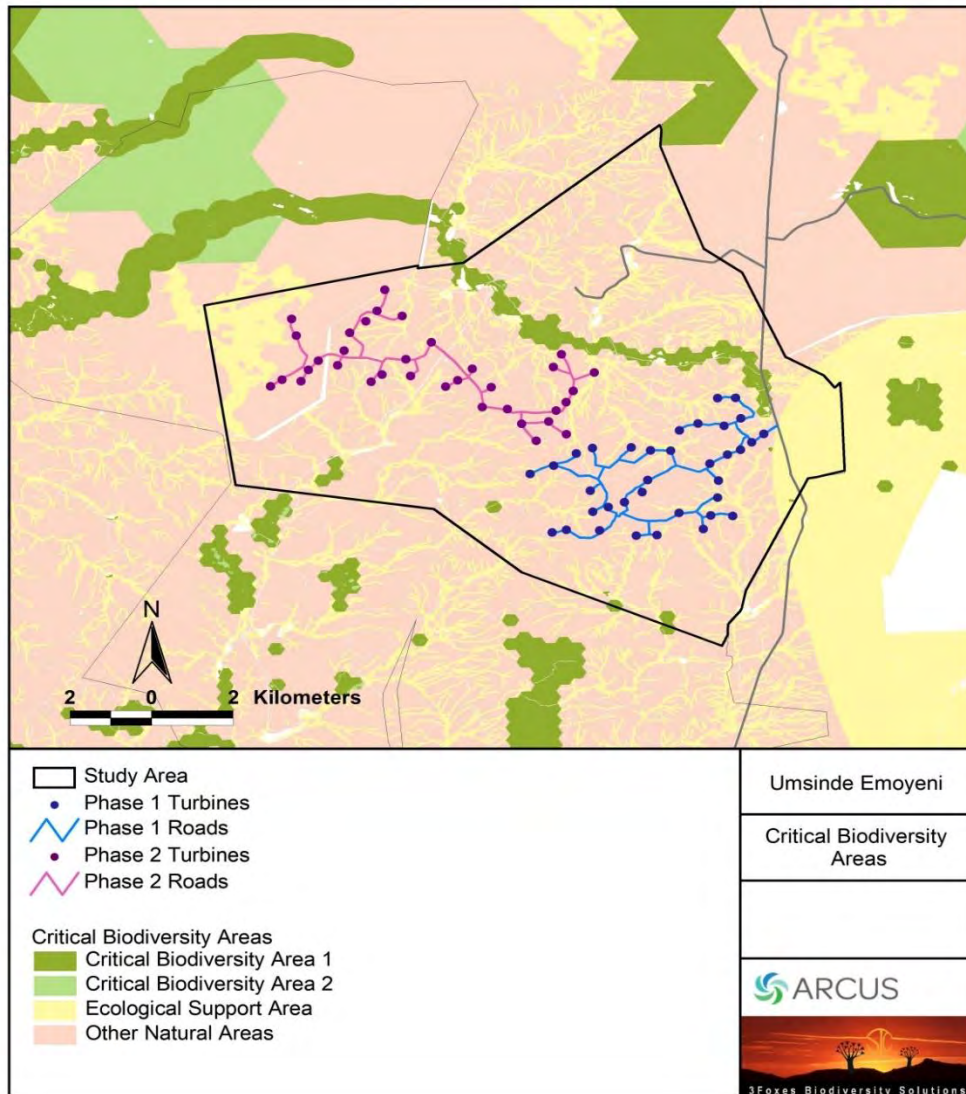 N
2 0 2 Kilometers
Study Area
Phase 1 Turbines
Phase 1 Roads
Phase 2 Turbines
Phase 2 Roads
Critical Biodiversity Areas
Critical Biodiversity Area 1
Critical Biodiversity Area 2
Ecological Support Area
Other Natural Areas
Umsinde Emoyeni
Critical Biodiversity
Areas
ARCUS
3Foxes Biodiversity Solutions